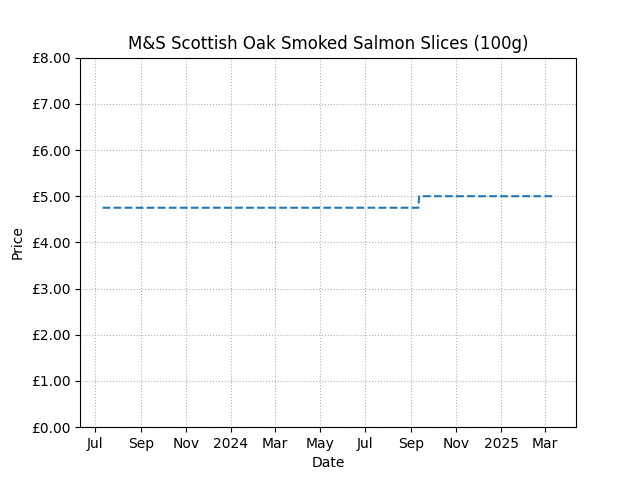 M&S Scottish Oak Smoked Salmon Slices (100g)
£8.00
£7.00
£6.00
£5.00
£4.00
£3.00
£2.00
£1.00
£0.00
Price
Jul Sep Nov 2024 Mar May Jul Sep Nov 2025 Mar
Date